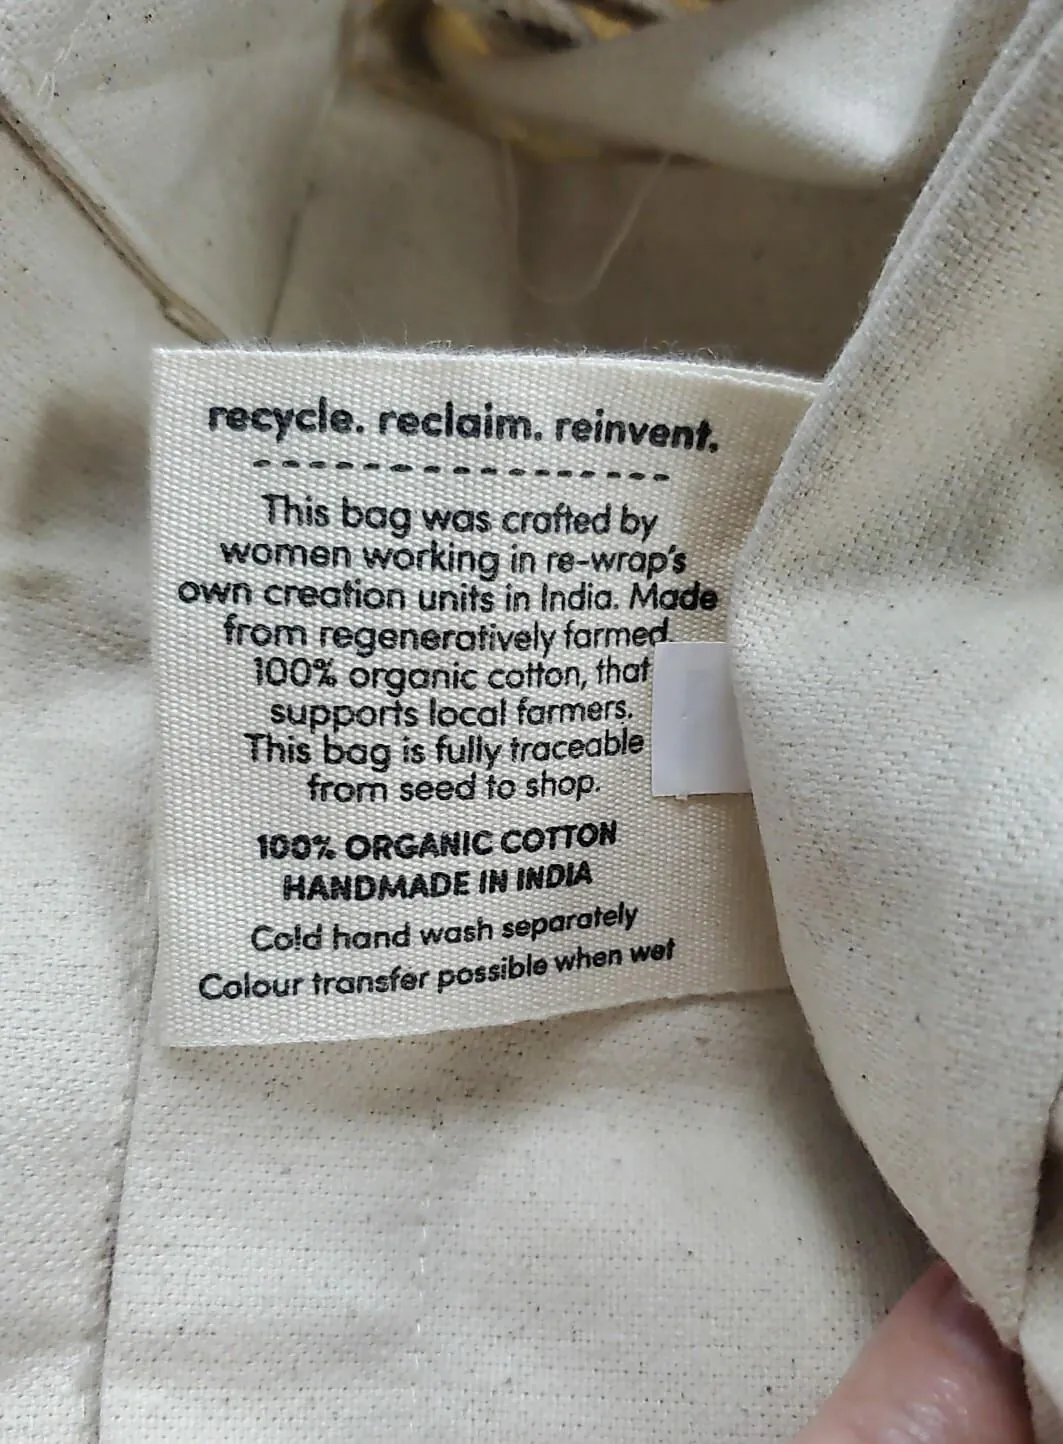 recycle. reclaim. reinvent.
This bag was crafted by
women working in re-wrap's
own creation units in India. Made
from regeneratively farmed
100% organic cotton, that
supports local farmers.
This bag is fully traceable
from seed to shop.
100% ORGANIC COTTON
HANDMADE IN INDIA
Cold hand wash separately
Colour transfer possible when wet